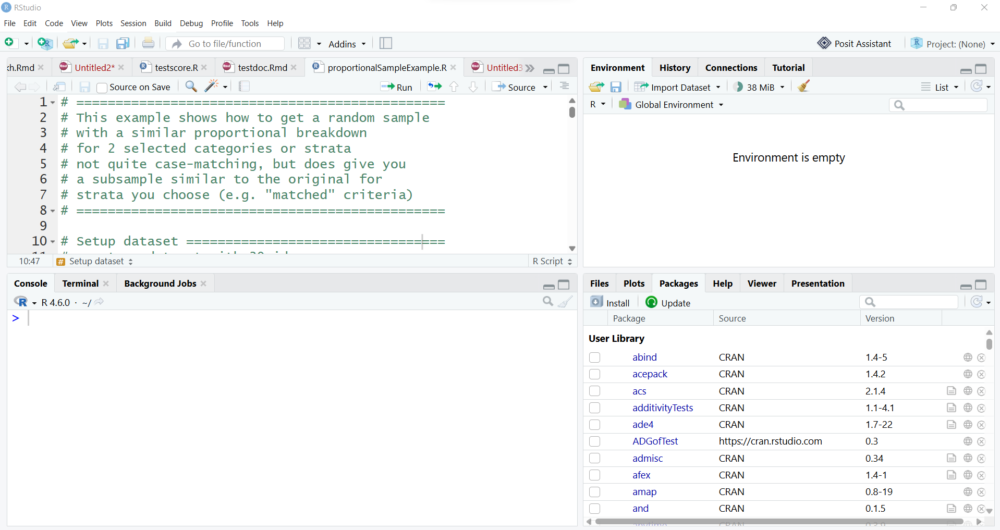 RStudio
File Edit Code View Plots Session Build Debug Profile Tools Help
Go to file/function Addins Posit Assistant Project: (None)
kh.Rmd Untitled2* testscore.R testdoc.Rmd proportionalSampleExample.R Untitled3
Source on Save Run Source
1 # ===============================================
2 # This example shows how to get a random sample
3 # with a similar proportional breakdown
4 # for 2 selected categories or strata
5 # not quite case-matching, but does give you
6 # a subsample similar to the original for
7 # strata you choose (e.g. "matched" criteria)
8 # ===============================================
9
10 # Setup dataset =================================
10:47 # Setup dataset R Script
Environment History Connections Tutorial
Import Dataset 38 MiB List
R Global Environment
Environment is empty
Console Terminal Background Jobs
R R 4.6.0 · ~/
>
Files Plots Packages Help Viewer Presentation
Install Update
Package Source Version
User Library
abind CRAN 1.4-5
acepack CRAN 1.4.2
acs CRAN 2.1.4
additivityTests CRAN 1.1-4.1
ade4 CRAN 1.7-22
ADGofTest https://cran.rstudio.com 0.3
admisc CRAN 0.34
afex CRAN 1.4-1
amap CRAN 0.8-19
and CRAN 0.1.5